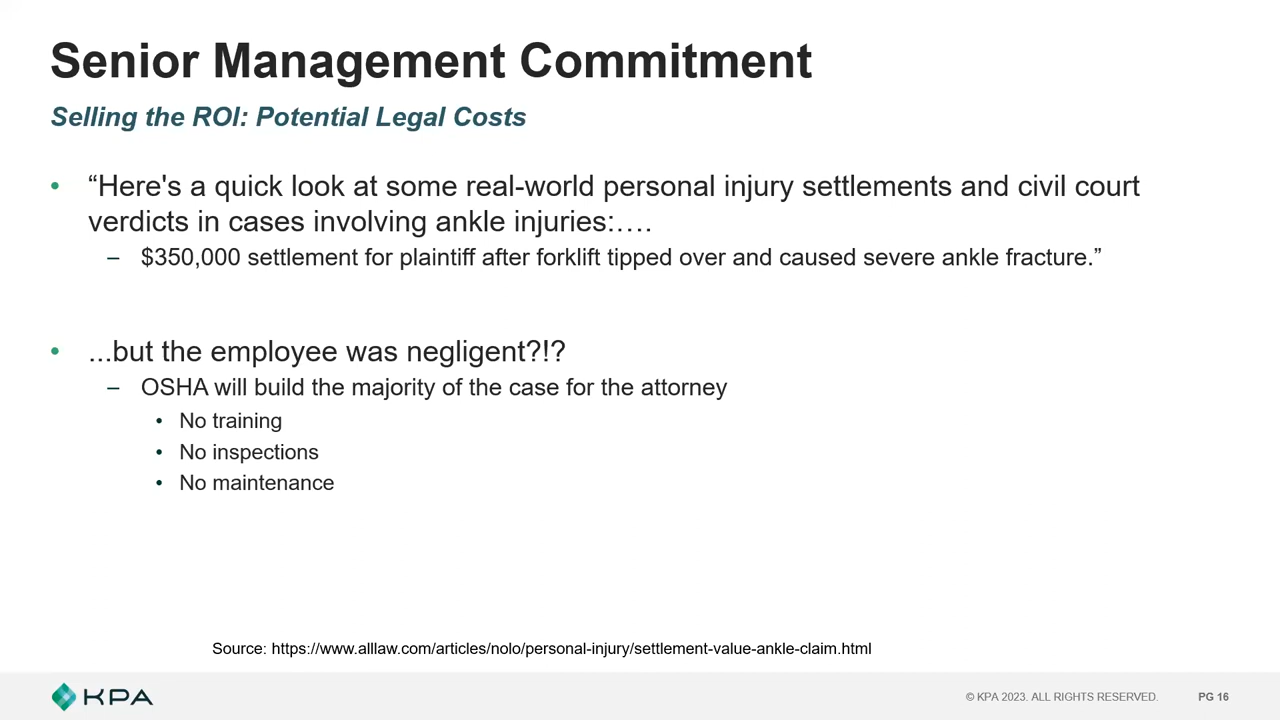 Senior Management Commitment
Selling the ROI: Potential Legal Costs
• “Here's a quick look at some real-world personal injury settlements and civil court
verdicts in cases involving ankle injuries:….
– $350,000 settlement for plaintiff after forklift tipped over and caused severe ankle fracture.”
• ...but the employee was negligent?!?
– OSHA will build the majority of the case for the attorney
• No training
• No inspections
• No maintenance
Source: https://www.alllaw.com/articles/nolo/personal-injury/settlement-value-ankle-claim.html
KPA
© KPA 2023. ALL RIGHTS RESERVED. PG 16